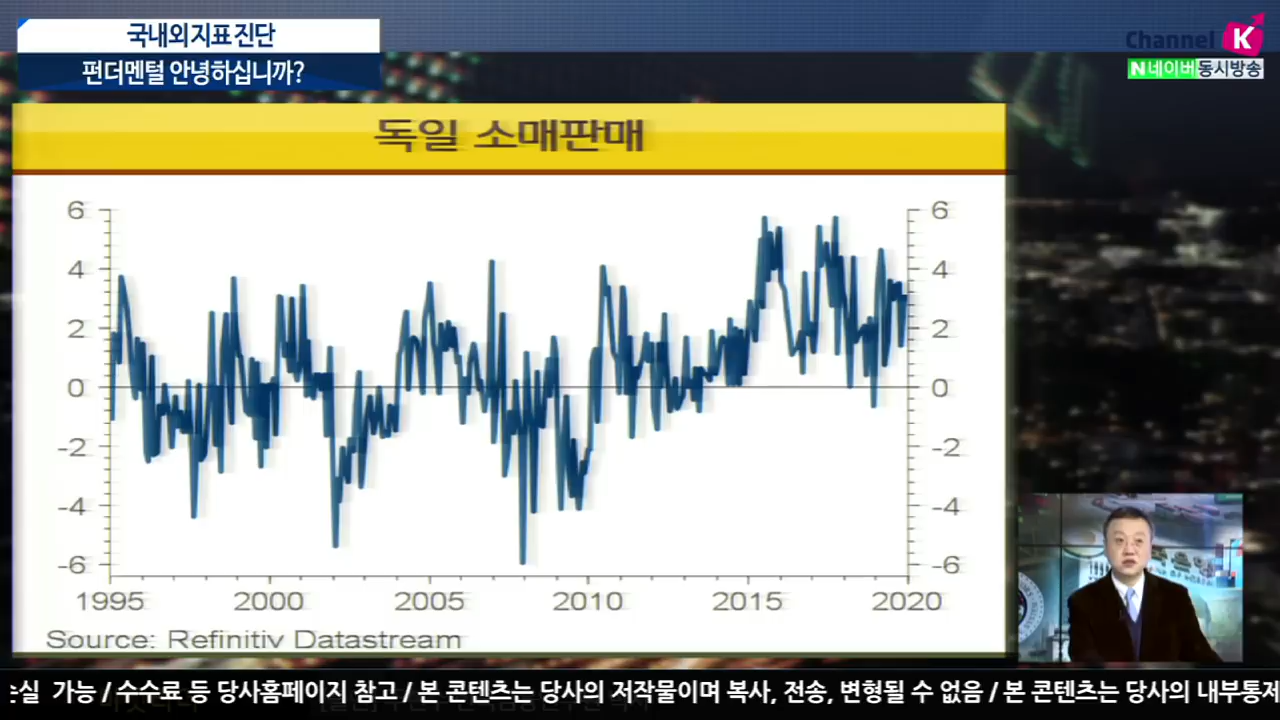 국내외지표진단
펀더멘털 안녕하십니까?
Channel K
N네이버동시방송
독일 소매판매
6 6
4 4
2 2
0 0
-2 -2
-4 -4
-6 -6
1995 2000 2005 2010 2015 2020
Source: Refinitiv Datastream
손실 가능 / 수수료 등 당사홈페이지 참고 / 본 콘텐츠는 당사의 저작물이며 복사, 전송, 변형될 수 없음 / 본 콘텐츠는 당사의 내부통제